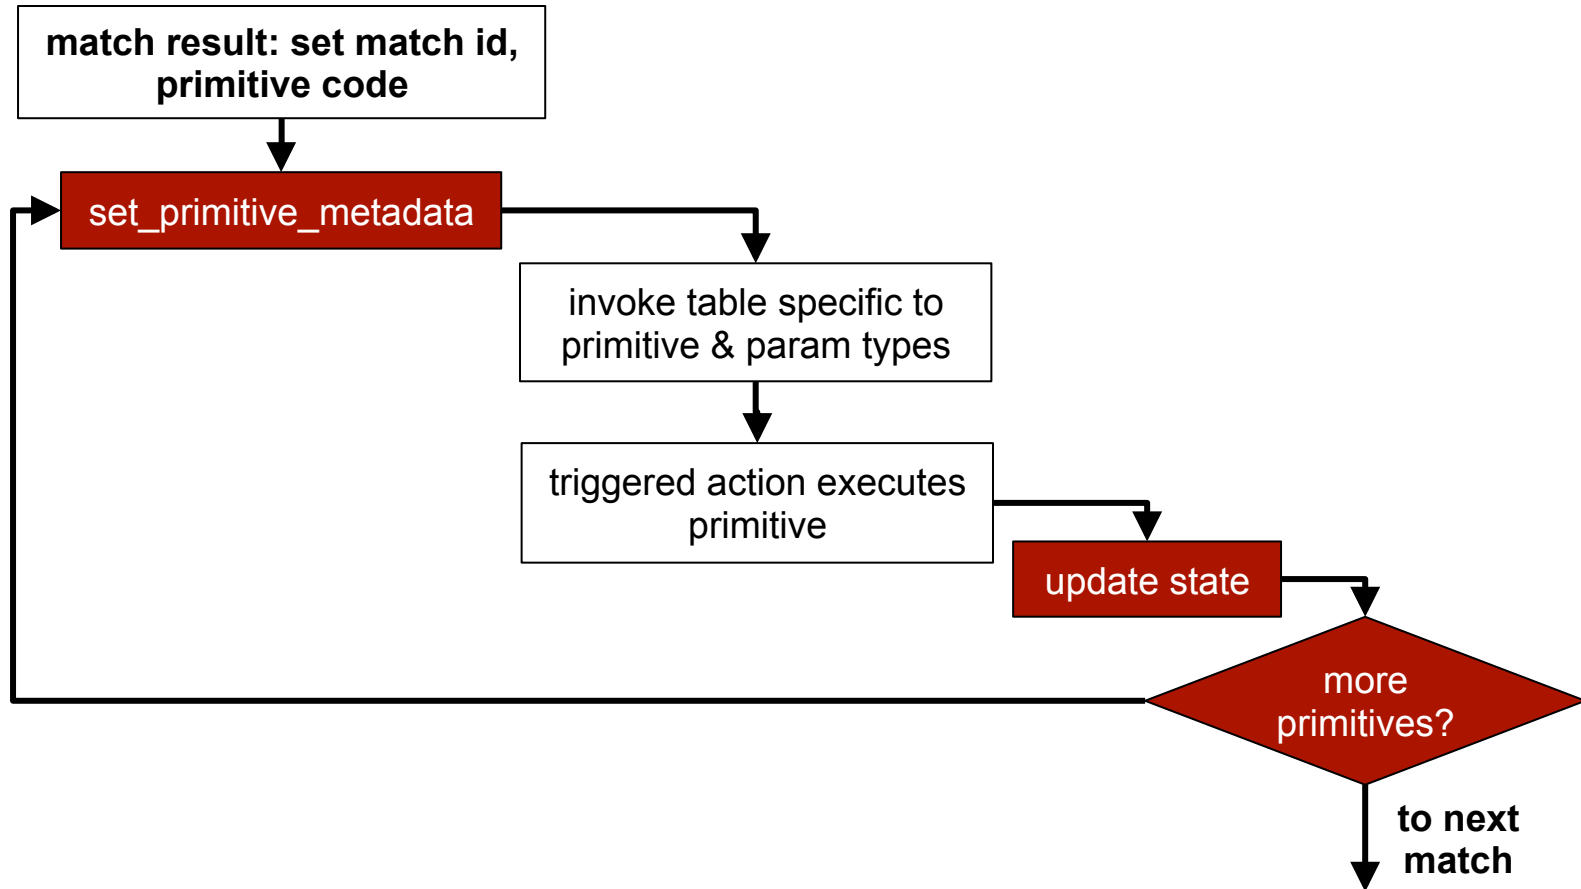 match result: set match id,
primitive code
set_primitive_metadata
invoke table specific to
primitive & param types
triggered action executes
primitive
update state
more
primitives?
to next
match